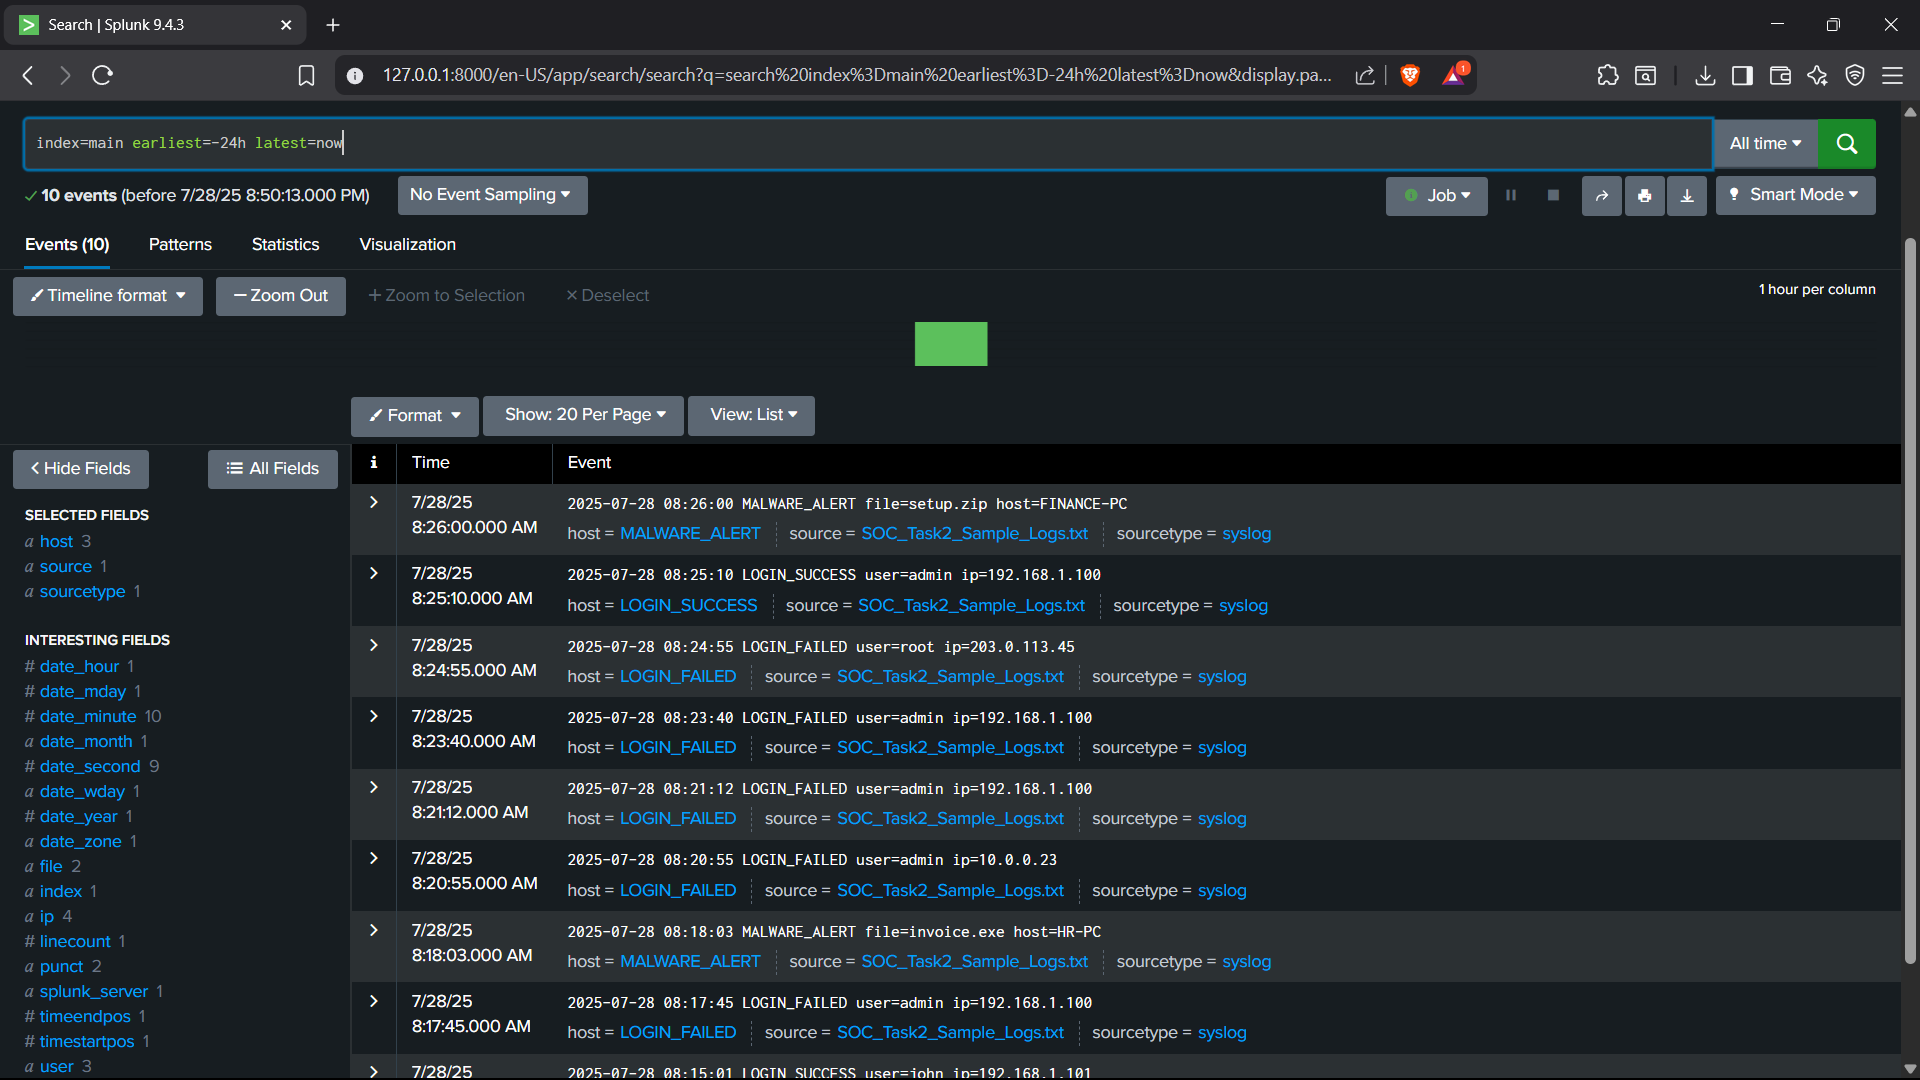 Search | Splunk 9.4.3
127.0.0.1:8000/en-US/app/search/search?q=search%20index%3Dmain%20earliest%3D-24h%20latest%3Dnow&display.pa...
1
index=main earliest=-24h latest=now
All time
10 events (before 7/28/25 8:50:13.000 PM)
No Event Sampling
Job
Smart Mode
Events (10)
Patterns
Statistics
Visualization
Timeline format
Zoom Out
+ Zoom to Selection
× Deselect
1 hour per column
Format
Show: 20 Per Page
View: List
Hide Fields
All Fields
i
Time
Event
SELECTED FIELDS
a host 3
a source 1
a sourcetype 1
INTERESTING FIELDS
# date_hour 1
# date_mday 1
# date_minute 10
a date_month 1
# date_second 9
a date_wday 1
# date_year 1
a date_zone 1
a file 2
a index 1
a ip 4
# linecount 1
a punct 2
a splunk_server 1
# timeendpos 1
# timestartpos 1
a user 3
7/28/25
8:26:00.000 AM
2025-07-28 08:26:00 MALWARE_ALERT file=setup.zip host=FINANCE-PC
host = MALWARE_ALERT source = SOC_Task2_Sample_Logs.txt sourcetype = syslog
7/28/25
8:25:10.000 AM
2025-07-28 08:25:10 LOGIN_SUCCESS user=admin ip=192.168.1.100
host = LOGIN_SUCCESS source = SOC_Task2_Sample_Logs.txt sourcetype = syslog
7/28/25
8:24:55.000 AM
2025-07-28 08:24:55 LOGIN_FAILED user=root ip=203.0.113.45
host = LOGIN_FAILED source = SOC_Task2_Sample_Logs.txt sourcetype = syslog
7/28/25
8:23:40.000 AM
2025-07-28 08:23:40 LOGIN_FAILED user=admin ip=192.168.1.100
host = LOGIN_FAILED source = SOC_Task2_Sample_Logs.txt sourcetype = syslog
7/28/25
8:21:12.000 AM
2025-07-28 08:21:12 LOGIN_FAILED user=admin ip=192.168.1.100
host = LOGIN_FAILED source = SOC_Task2_Sample_Logs.txt sourcetype = syslog
7/28/25
8:20:55.000 AM
2025-07-28 08:20:55 LOGIN_FAILED user=admin ip=10.0.0.23
host = LOGIN_FAILED source = SOC_Task2_Sample_Logs.txt sourcetype = syslog
7/28/25
8:18:03.000 AM
2025-07-28 08:18:03 MALWARE_ALERT file=invoice.exe host=HR-PC
host = MALWARE_ALERT source = SOC_Task2_Sample_Logs.txt sourcetype = syslog
7/28/25
8:17:45.000 AM
2025-07-28 08:17:45 LOGIN_FAILED user=admin ip=192.168.1.100
host = LOGIN_FAILED source = SOC_Task2_Sample_Logs.txt sourcetype = syslog
7/28/25
2025-07-28 08:15:01 LOGIN_SUCCESS user=john ip=192.168.1.101